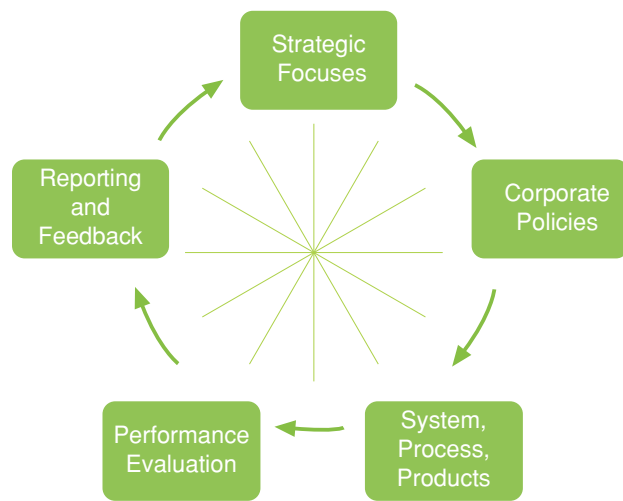 Strategic
Focuses
Corporate
Policies
System,
Process,
Products
Performance
Evaluation
Reporting
and
Feedback